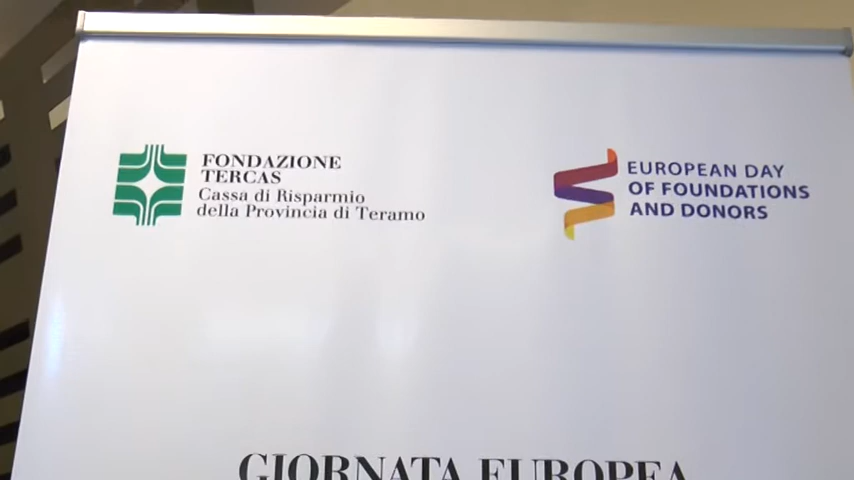 FONDAZIONE
TERCAS
Cassa di Risparmio
della Provincia di Teramo
EUROPEAN DAY
OF FOUNDATIONS
AND DONORS
GIORNATA EUROPEA